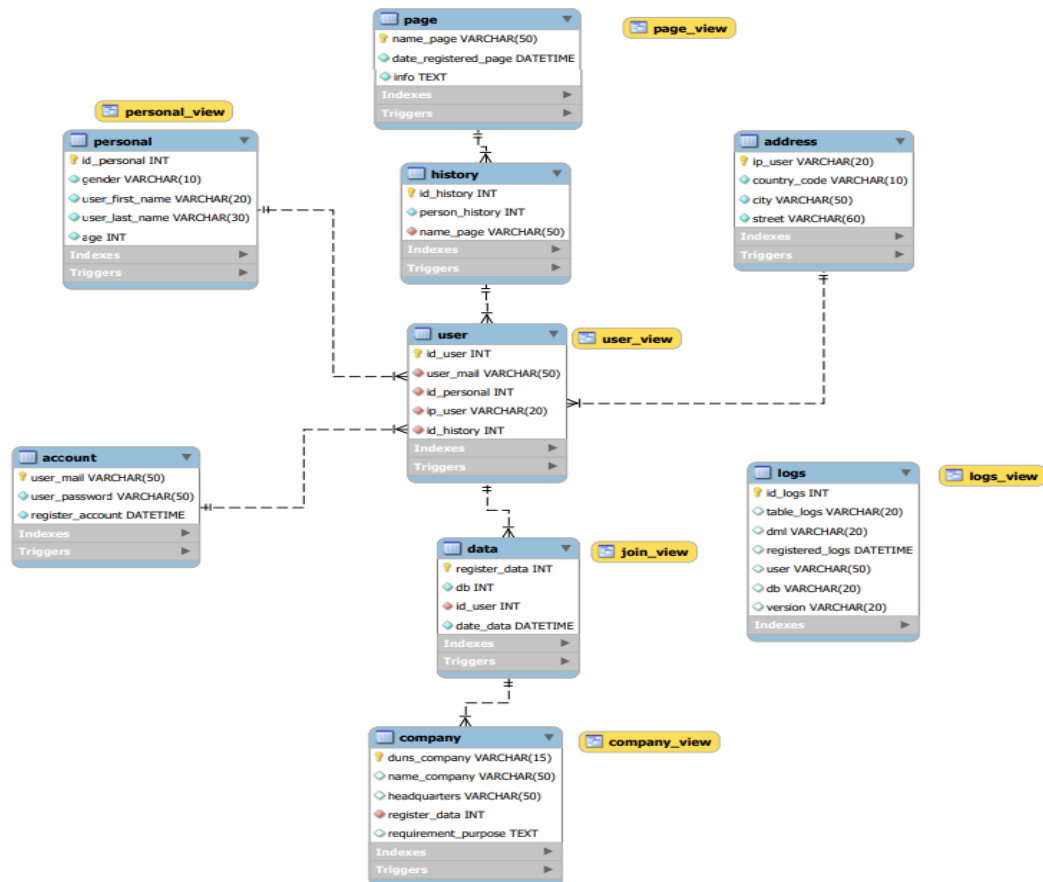 page
name_page VARCHAR(50)
date_registered_page DATETIME
info TEXT
Indexes
Triggers
page_view
personal_view
personal
id_personal INT
gender VARCHAR(10)
user_first_name VARCHAR(20)
user_last_name VARCHAR(30)
age INT
Indexes
Triggers
history
id_history INT
person_history INT
name_page VARCHAR(50)
Indexes
Triggers
address
ip_user VARCHAR(20)
country_code VARCHAR(10)
city VARCHAR(50)
street VARCHAR(60)
Indexes
Triggers
user
id_user INT
user_mail VARCHAR(50)
id_personal INT
ip_user VARCHAR(20)
id_history INT
Indexes
Triggers
user_view
account
user_mail VARCHAR(50)
user_password VARCHAR(50)
register_account DATETIME
Indexes
Triggers
logs
id_logs INT
table_logs VARCHAR(20)
dml VARCHAR(20)
registered_logs DATETIME
user VARCHAR(50)
db VARCHAR(20)
version VARCHAR(20)
Indexes
logs_view
data
register_data INT
db INT
id_user INT
date_data DATETIME
Indexes
Triggers
join_view
company
duns_company VARCHAR(15)
name_company VARCHAR(50)
headquarters VARCHAR(50)
register_data INT
requirement_purpose TEXT
Indexes
Triggers
company_view